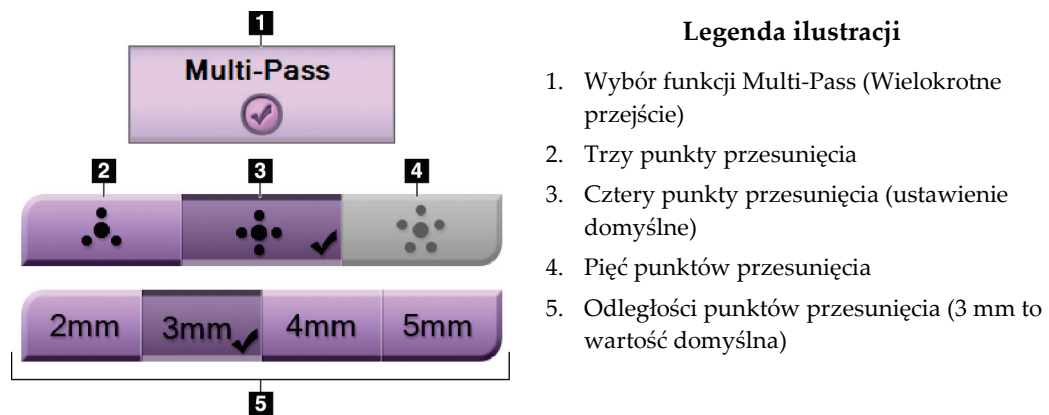 1
Multi-Pass
2
3
4
2mm
3mm
4mm
5mm
5
Legenda ilustracji
1. Wybór funkcji Multi-Pass (Wielokrotne
przejście)
2. Trzy punkty przesunięcia
3. Cztery punkty przesunięcia (ustawienie
domyślne)
4. Pięć punktów przesunięcia
5. Odległości punktów przesunięcia (3 mm to
wartość domyślna)